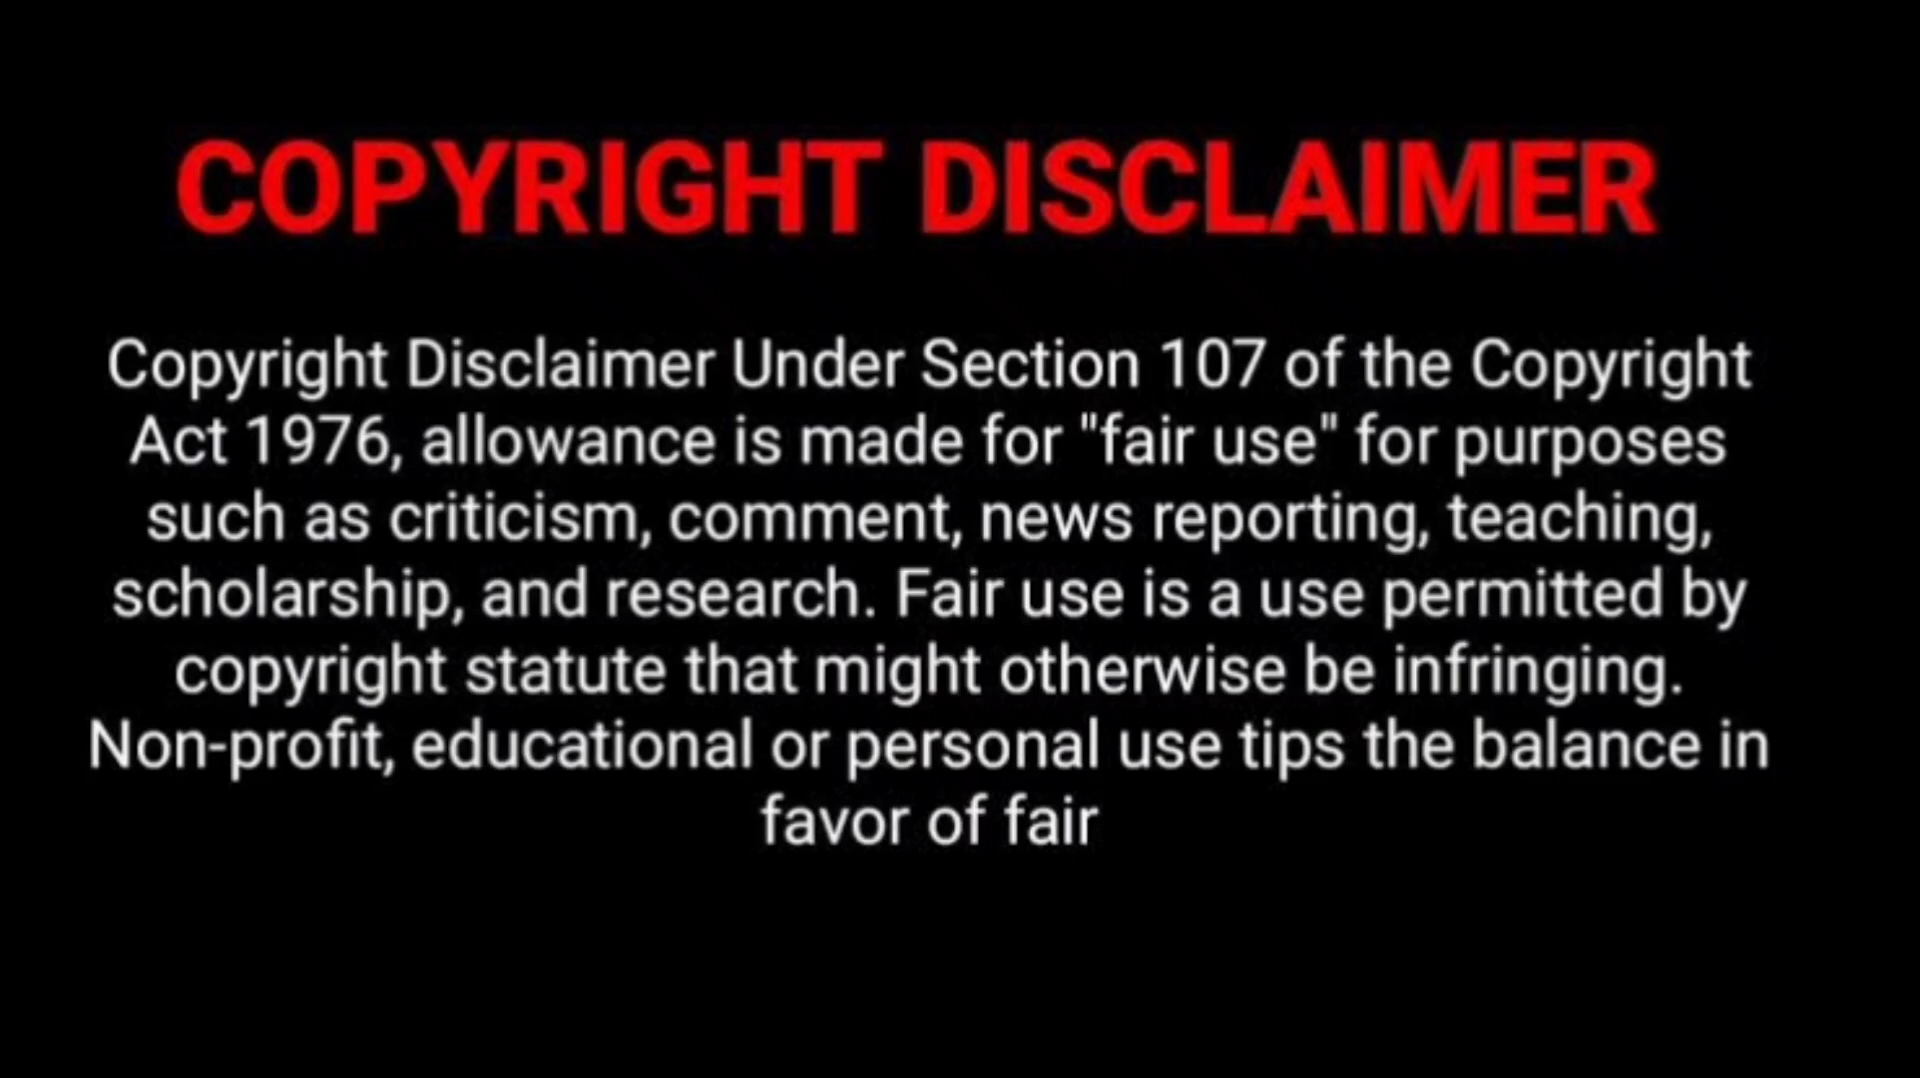 COPYRIGHT DISCLAIMER
Copyright Disclaimer Under Section 107 of the Copyright
Act 1976, allowance is made for "fair use" for purposes
such as criticism, comment, news reporting, teaching,
scholarship, and research. Fair use is a use permitted by
copyright statute that might otherwise be infringing.
Non-profit, educational or personal use tips the balance in
favor of fair